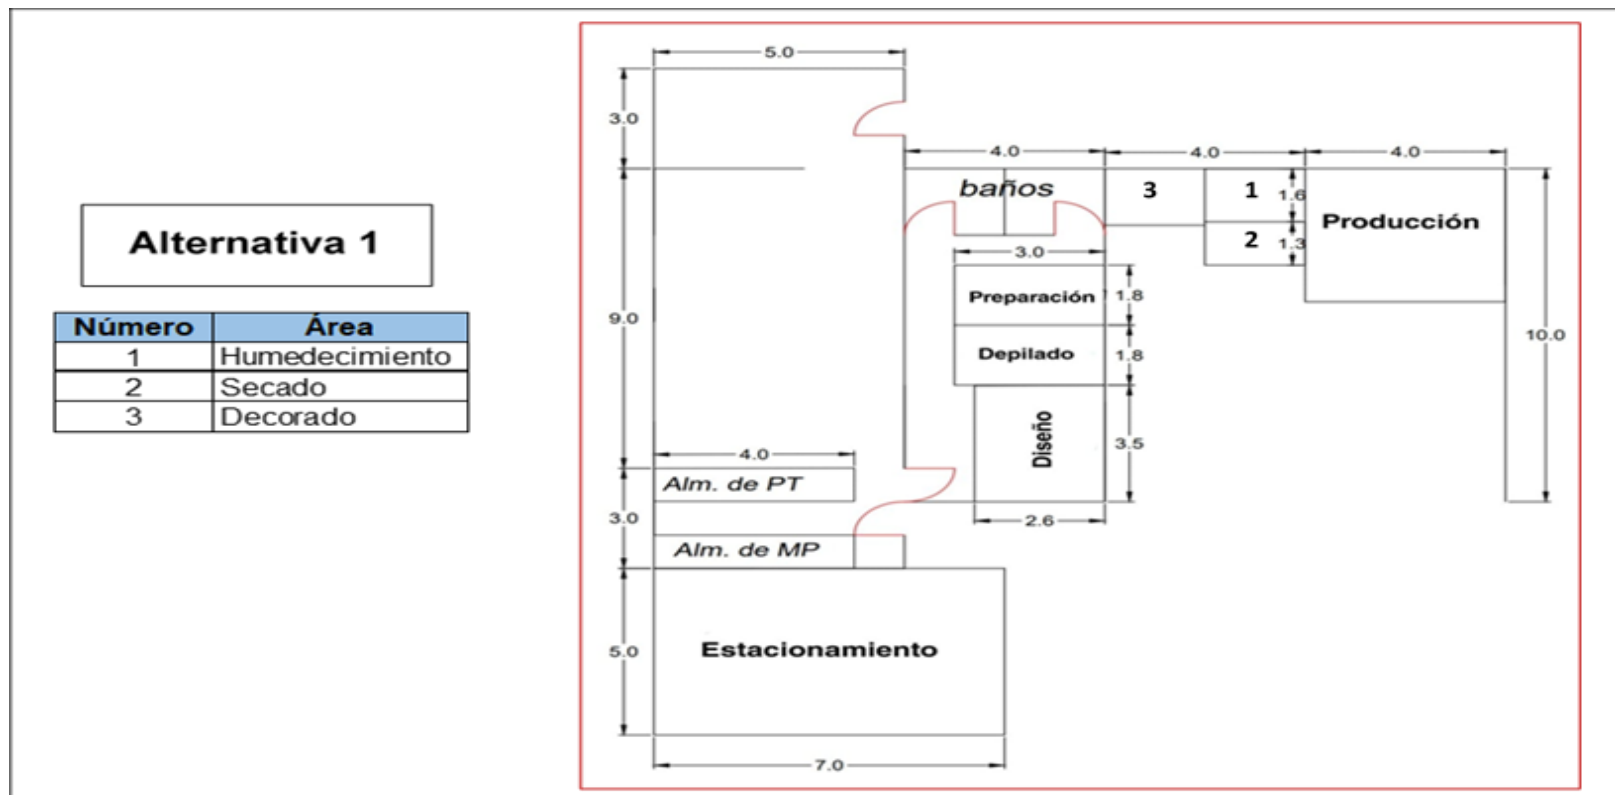 Alternativa 1
Número Área
1 Humedecimiento
2 Secado
3 Decorado
5.0
3.0
4.0 4.0 4.0
baños 3 1 1.6
Producción
2 1.3
3.0
Preparación 1.8
9.0 10.0
Depilado 1.8
Diseño 3.5
4.0
Alm. de PT
3.0 2.6
Alm. de MP
5.0 Estacionamiento
7.0